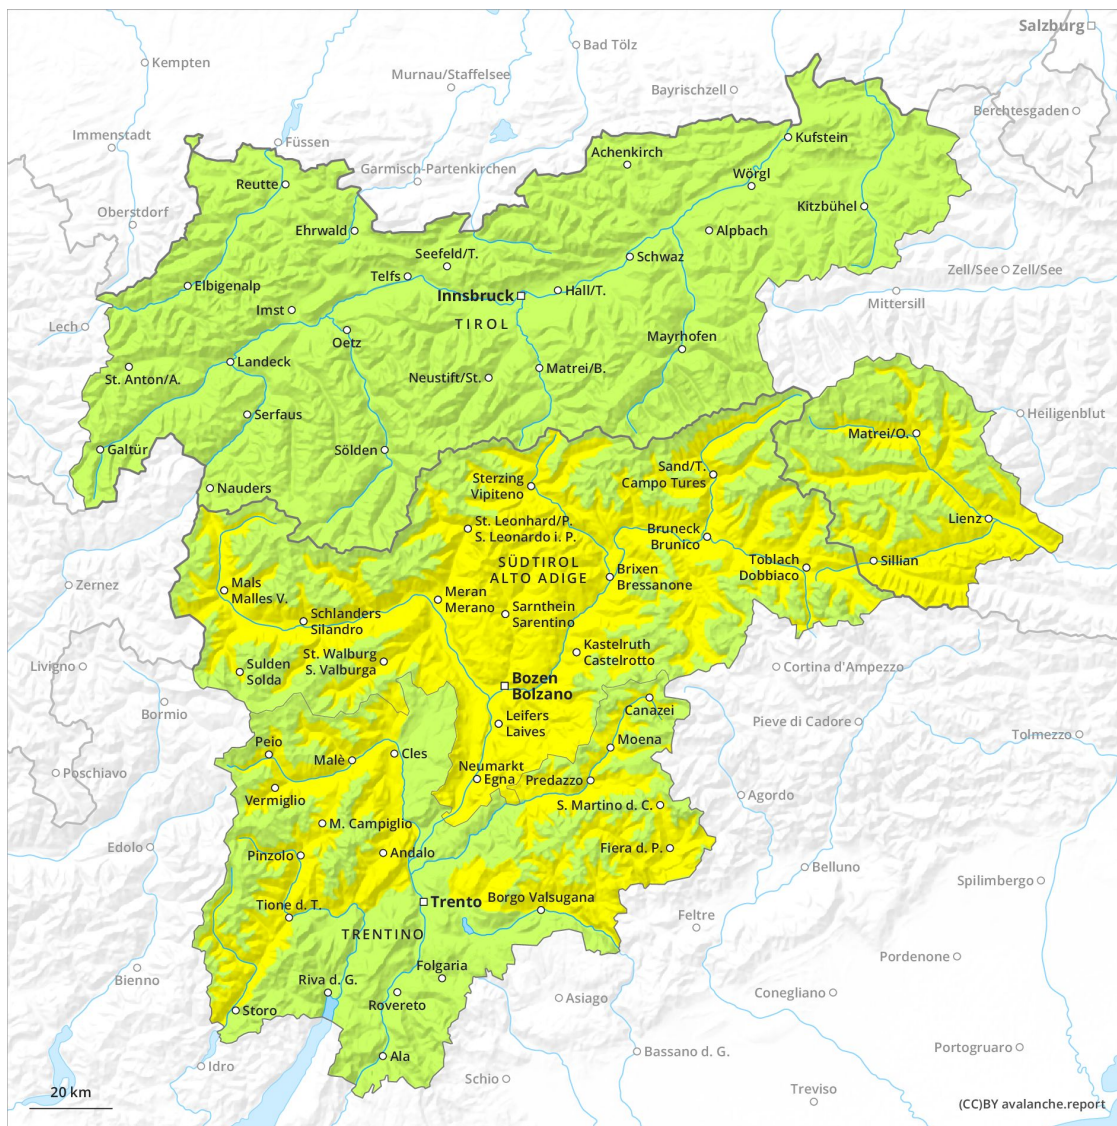 Salzburg
Bad Tölz
Kempten
Murnau/Staffelsee
Bayrischzell
Berchtesgaden
Immenstadt
Füssen
Kufstein
Achenkirch
Garmisch-Partenkirchen
Wörgl
Reutte
Oberstdorf
Kitzbühel
Ehrwald
Alpbach
Seefeld/T.
Schwaz
Telfs
Zell/See
Zell/See
Elbigenalp
Innsbruck
Hall/T.
Mittersill
Imst
TIROL
Lech
Oetz
Mayrhofen
Landeck
Matrei/B.
St. Anton/A.
Neustift/St.
Serfaus
Heiligenblut
Matrei/O.
Galtür
Sölden
Sand/T.
Campo Tures
Sterzing
Vipiteno
Nauders
Lienz
St. Leonhard/P.
S. Leonardo i. P.
Bruneck
Brunico
SÜDTIROL
ALTO ADIGE
Toblach
Dobbiaco
Sillian
Brixen
Bressanone
Zernez
Mals
Malles V.
Meran
Merano
Sarnthein
Sarentino
Schlanders
Silandro
Kastelruth
Castelrotto
St. Walburg
S. Valburga
Livigno
Sulden
Solda
Cortina d'Ampezzo
Bozen
Bolzano
Bormio
Canazei
Leifers
Laives
Pieve di Cadore
Tolmezzo
Peio
Moena
Malè
Cles
Poschiavo
Neumarkt
Egna
Predazzo
Vermiglio
Agordo
S. Martino d. C.
M. Campiglio
Edolo
Pinzolo
Andalo
Fiera d. P.
Belluno
Spilimbergo
Tione d. T.
Trento
Borgo Valsugana
Feltre
TRENTINO
Pordenone
Folgaria
Bienno
Riva d. G.
Rovereto
Asiago
Conegliano
Storo
Bassano d. G.
Portogruaro
Ala
Idro
Schio
Treviso
20 km
(CC)BY avalanche.report